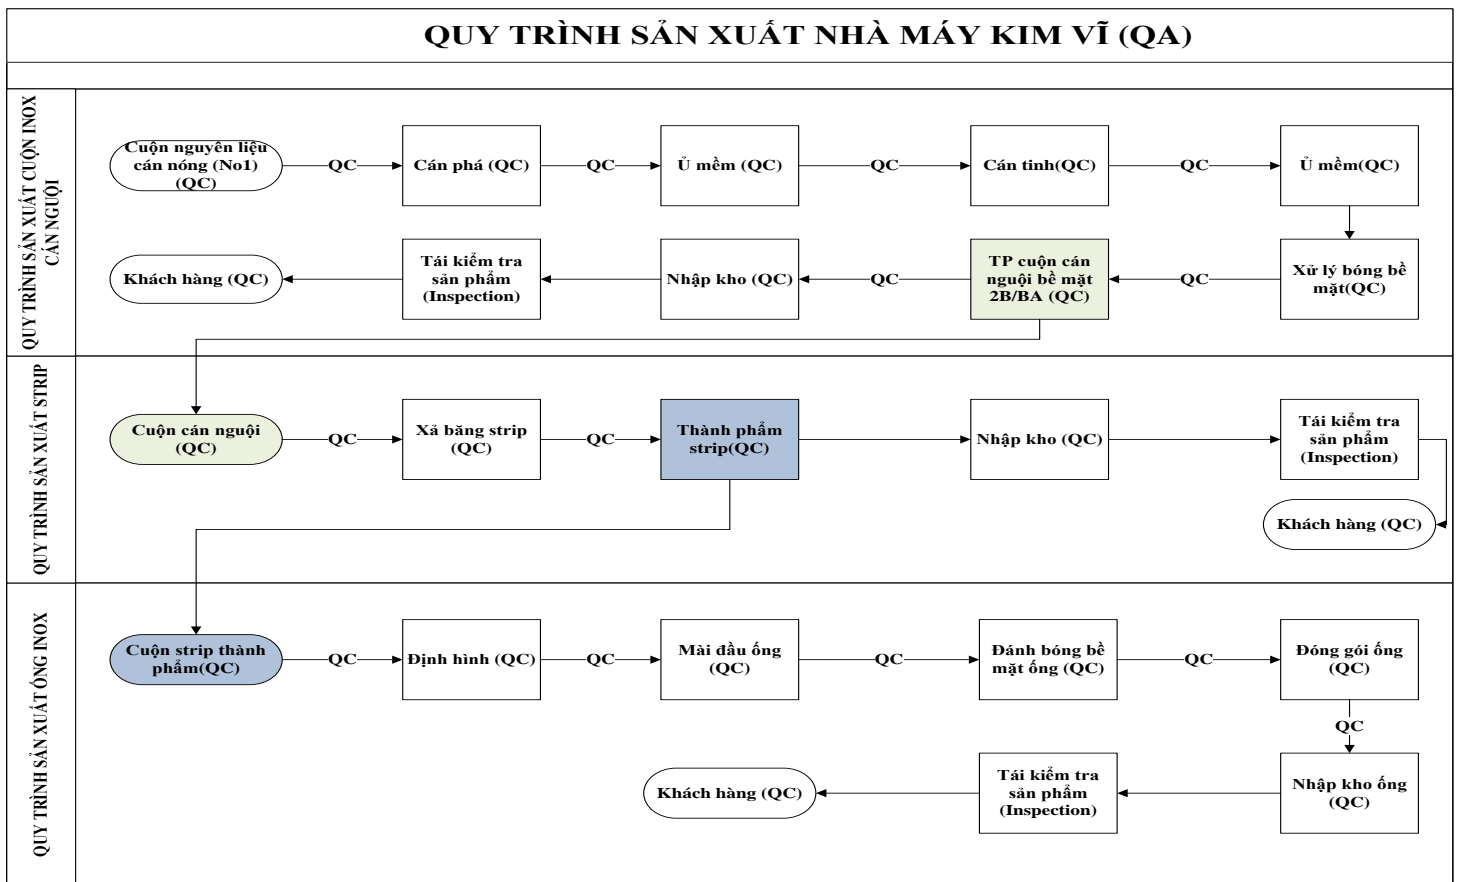 QUY TRÌNH SẢN XUẤT NHÀ MÁY KIM VĨ (QA)
QUY TRÌNH SẢN XUẤT CUỘN INOX
CÁN NGUỘI
Cuộn nguyên liệu
cán nóng (No1)
(QC)
QC
Cán phá (QC)
QC
Ủ mềm (QC)
QC
Cán tinh(QC)
QC
Ủ mềm(QC)
Khách hàng (QC)
Tái kiểm tra
sản phẩm
(Inspection)
Nhập kho (QC)
QC
TP cuộn cán
nguội bề mặt
2B/BA (QC)
QC
Xử lý bóng bề
mặt(QC)
QUY TRÌNH SẢN XUẤT STRIP
Cuộn cán nguội
(QC)
QC
Xả băng strip
(QC)
QC
Thành phẩm
strip(QC)
Nhập kho (QC)
Tái kiểm tra
sản phẩm
(Inspection)
Khách hàng (QC)
QUY TRÌNH SẢN XUẤT ỐNG INOX
Cuộn strip thành
phẩm(QC)
QC
Định hình (QC)
QC
Mài đầu ống
(QC)
QC
Đánh bóng bề
mặt ống (QC)
QC
Đóng gói ống
(QC)
QC
Khách hàng (QC)
Tái kiểm tra
sản phẩm
(Inspection)
Nhập kho ống
(QC)